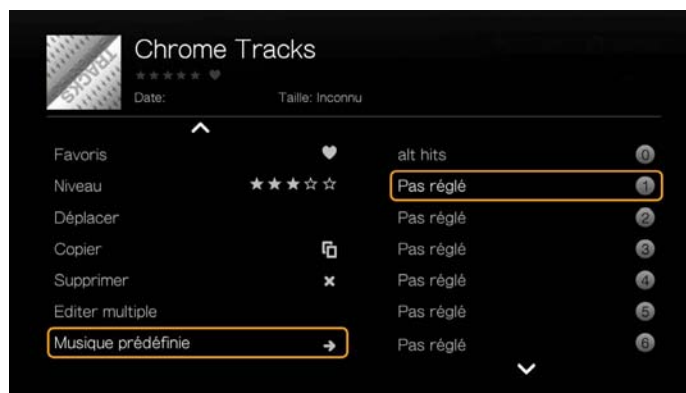 Chrome Tracks
TRACKS
Date: Taille: Inconnu
Favoris
Niveau
Déplacer
Copier
Supprimer
Editer multiple
Musique prédéfinie
alt hits 0
Pas réglé 1
Pas réglé 2
Pas réglé 3
Pas réglé 4
Pas réglé 5
Pas réglé 6